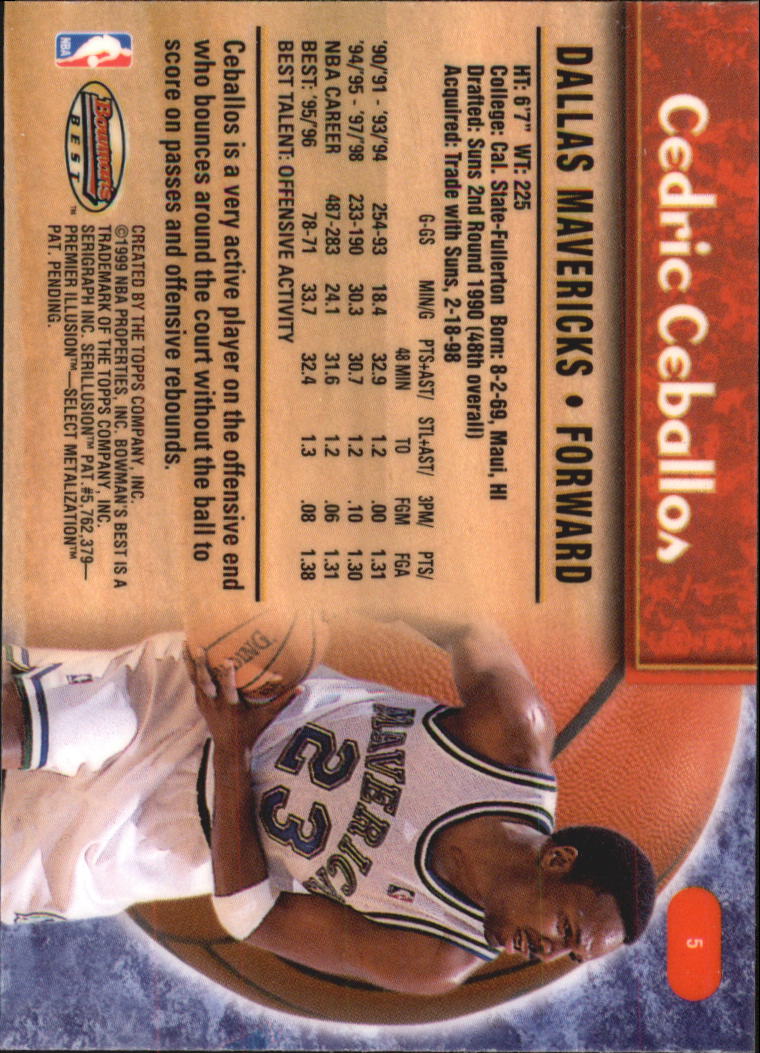 Cedric Ceballos
5
DALLAS MAVERICKS • FORWARD
HT: 6'7" WT: 225
College: Cal. State-Fullerton Born: 8-2-69, Maui, HI
Drafted: Suns 2nd Round 1990 (48th overall)
Acquired: Trade with Suns, 2-18-98
G-GS MIN/G PTS+AST/ STL+AST/ 3PM/ PTS/
48 MIN TO FGM FGA
'90/'91 - '93/'94 254-93 18.4 32.9 1.2 .00 1.31
'94/'95 - '97/'98 233-190 30.3 30.7 1.2 .10 1.30
NBA CAREER 487-283 24.1 31.6 1.2 .06 1.31
BEST: '95/'96 78-71 33.7 32.4 1.3 .08 1.38
BEST TALENT: OFFENSIVE ACTIVITY
Ceballos is a very active player on the offensive end
who bounces around the court without the ball to
score on passes and offensive rebounds.
NBA
Bowman's
BEST™
CREATED BY THE TOPPS COMPANY, INC.
©1999 NBA PROPERTIES, INC. BOWMAN'S BEST IS A
TRADEMARK OF THE TOPPS COMPANY, INC.
SERIGRAPH INC. SERILLUSION™ PAT. #5,762,379—
PREMIER ILLUSION™—SELECT METALIZATION™
PAT. PENDING.
MAVERICK
23
DING